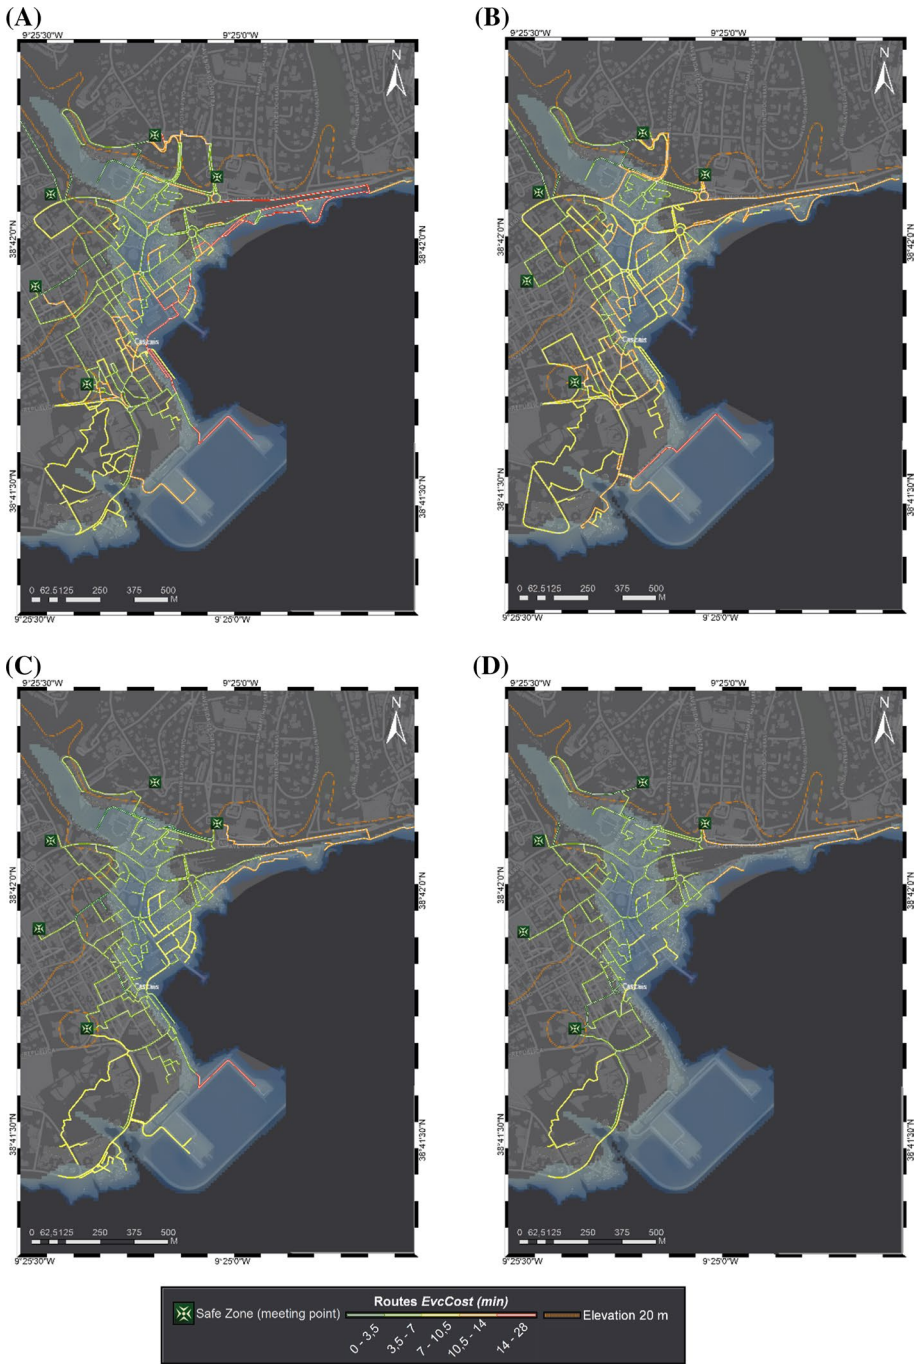 (A)
(B)
9°25'30"W
9°25'0"W
9°25'30"W
9°25'0"W
N
N
38°42'0"N
38°42'0"N
38°42'0"N
38°42'0"N
Cascais
Cascais
38°41'30"N
38°41'30"N
38°41'30"N
38°41'30"N
0 62.5 125 250 375 500
M
0 62.5 125 250 375 500
M
9°25'30"W
9°25'0"W
9°25'30"W
9°25'0"W
(C)
(D)
9°25'30"W
9°25'0"W
9°25'30"W
9°25'0"W
N
N
38°42'0"N
38°42'0"N
38°42'0"N
38°42'0"N
Cascais
Cascais
38°41'30"N
38°41'30"N
38°41'30"N
38°41'30"N
0 62,5 125 250 375 500
M
0 62,5 125 250 375 500
M
9°25'30"W
9°25'0"W
9°25'30"W
9°25'0"W
Routes EvcCost (min)
Safe Zone (meeting point)
Elevation 20 m
0 - 3,5
3,5 - 7
7 - 10,5
10,5 - 14
14 - 28